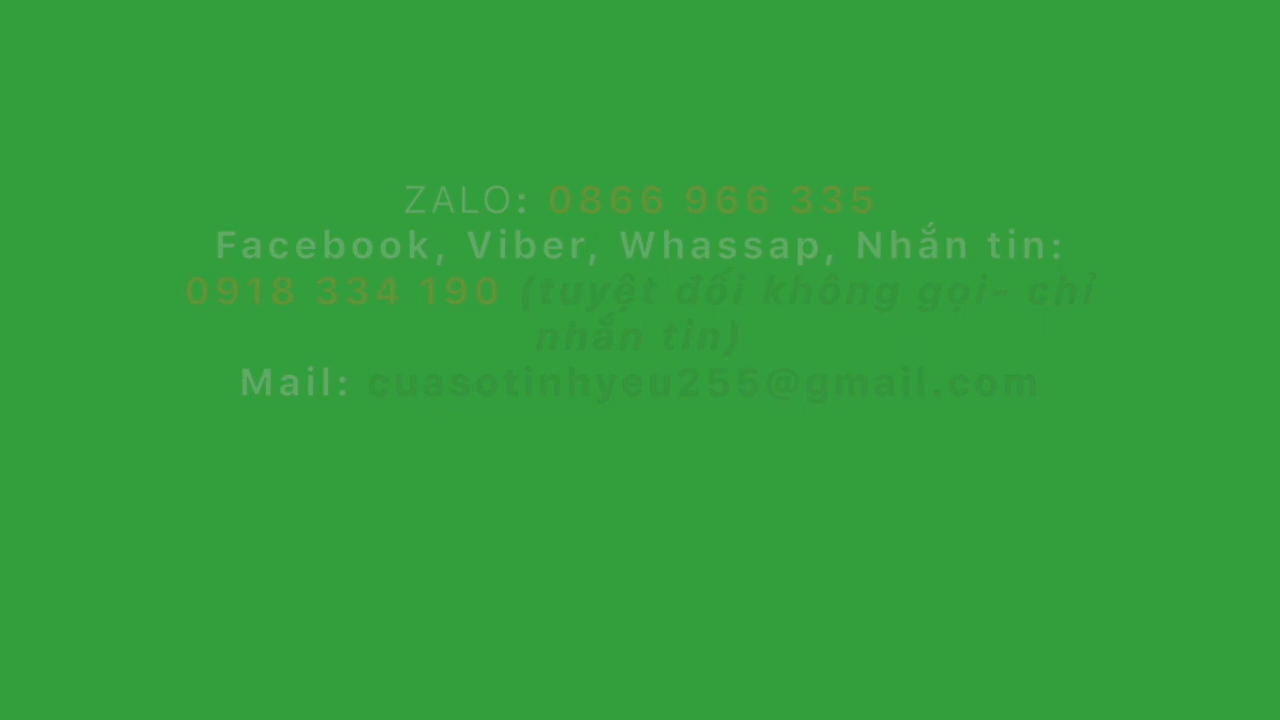 ZALO: 0866 966 335
Facebook, Viber, Whassap, Nhắn tin:
0918 334 190 (tuyệt đối không gọi- chỉ
nhắn tin)
Mail: cuasotinhyeu255@gmail.com